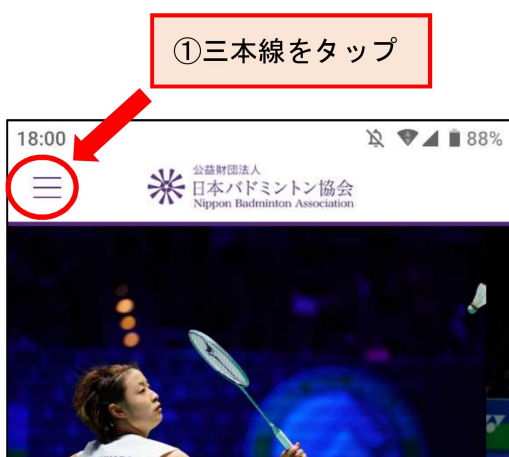 ①三本線をタップ
18:00
88%
公益財団法人
日本バドミントン協会
Nippon Badminton Association